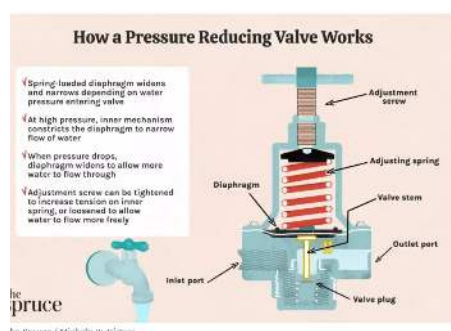 How a Pressure Reducing Valve Works
Spring-loaded diaphragm widens
and narrows depending on water
pressure entering valve
At high pressure, inner mechanism
constricts the diaphragm to narrow
flow of water
When pressure drops,
diaphragm widens to allow more
water to flow through
Adjustment screw can be tightened
to increase tension on inner
spring, or loosened to allow
water to flow more freely
Adjustment
screw
Adjusting spring
Diaphragm
Valve stem
Outlet port
Inlet port
Valve plug
he
spruce